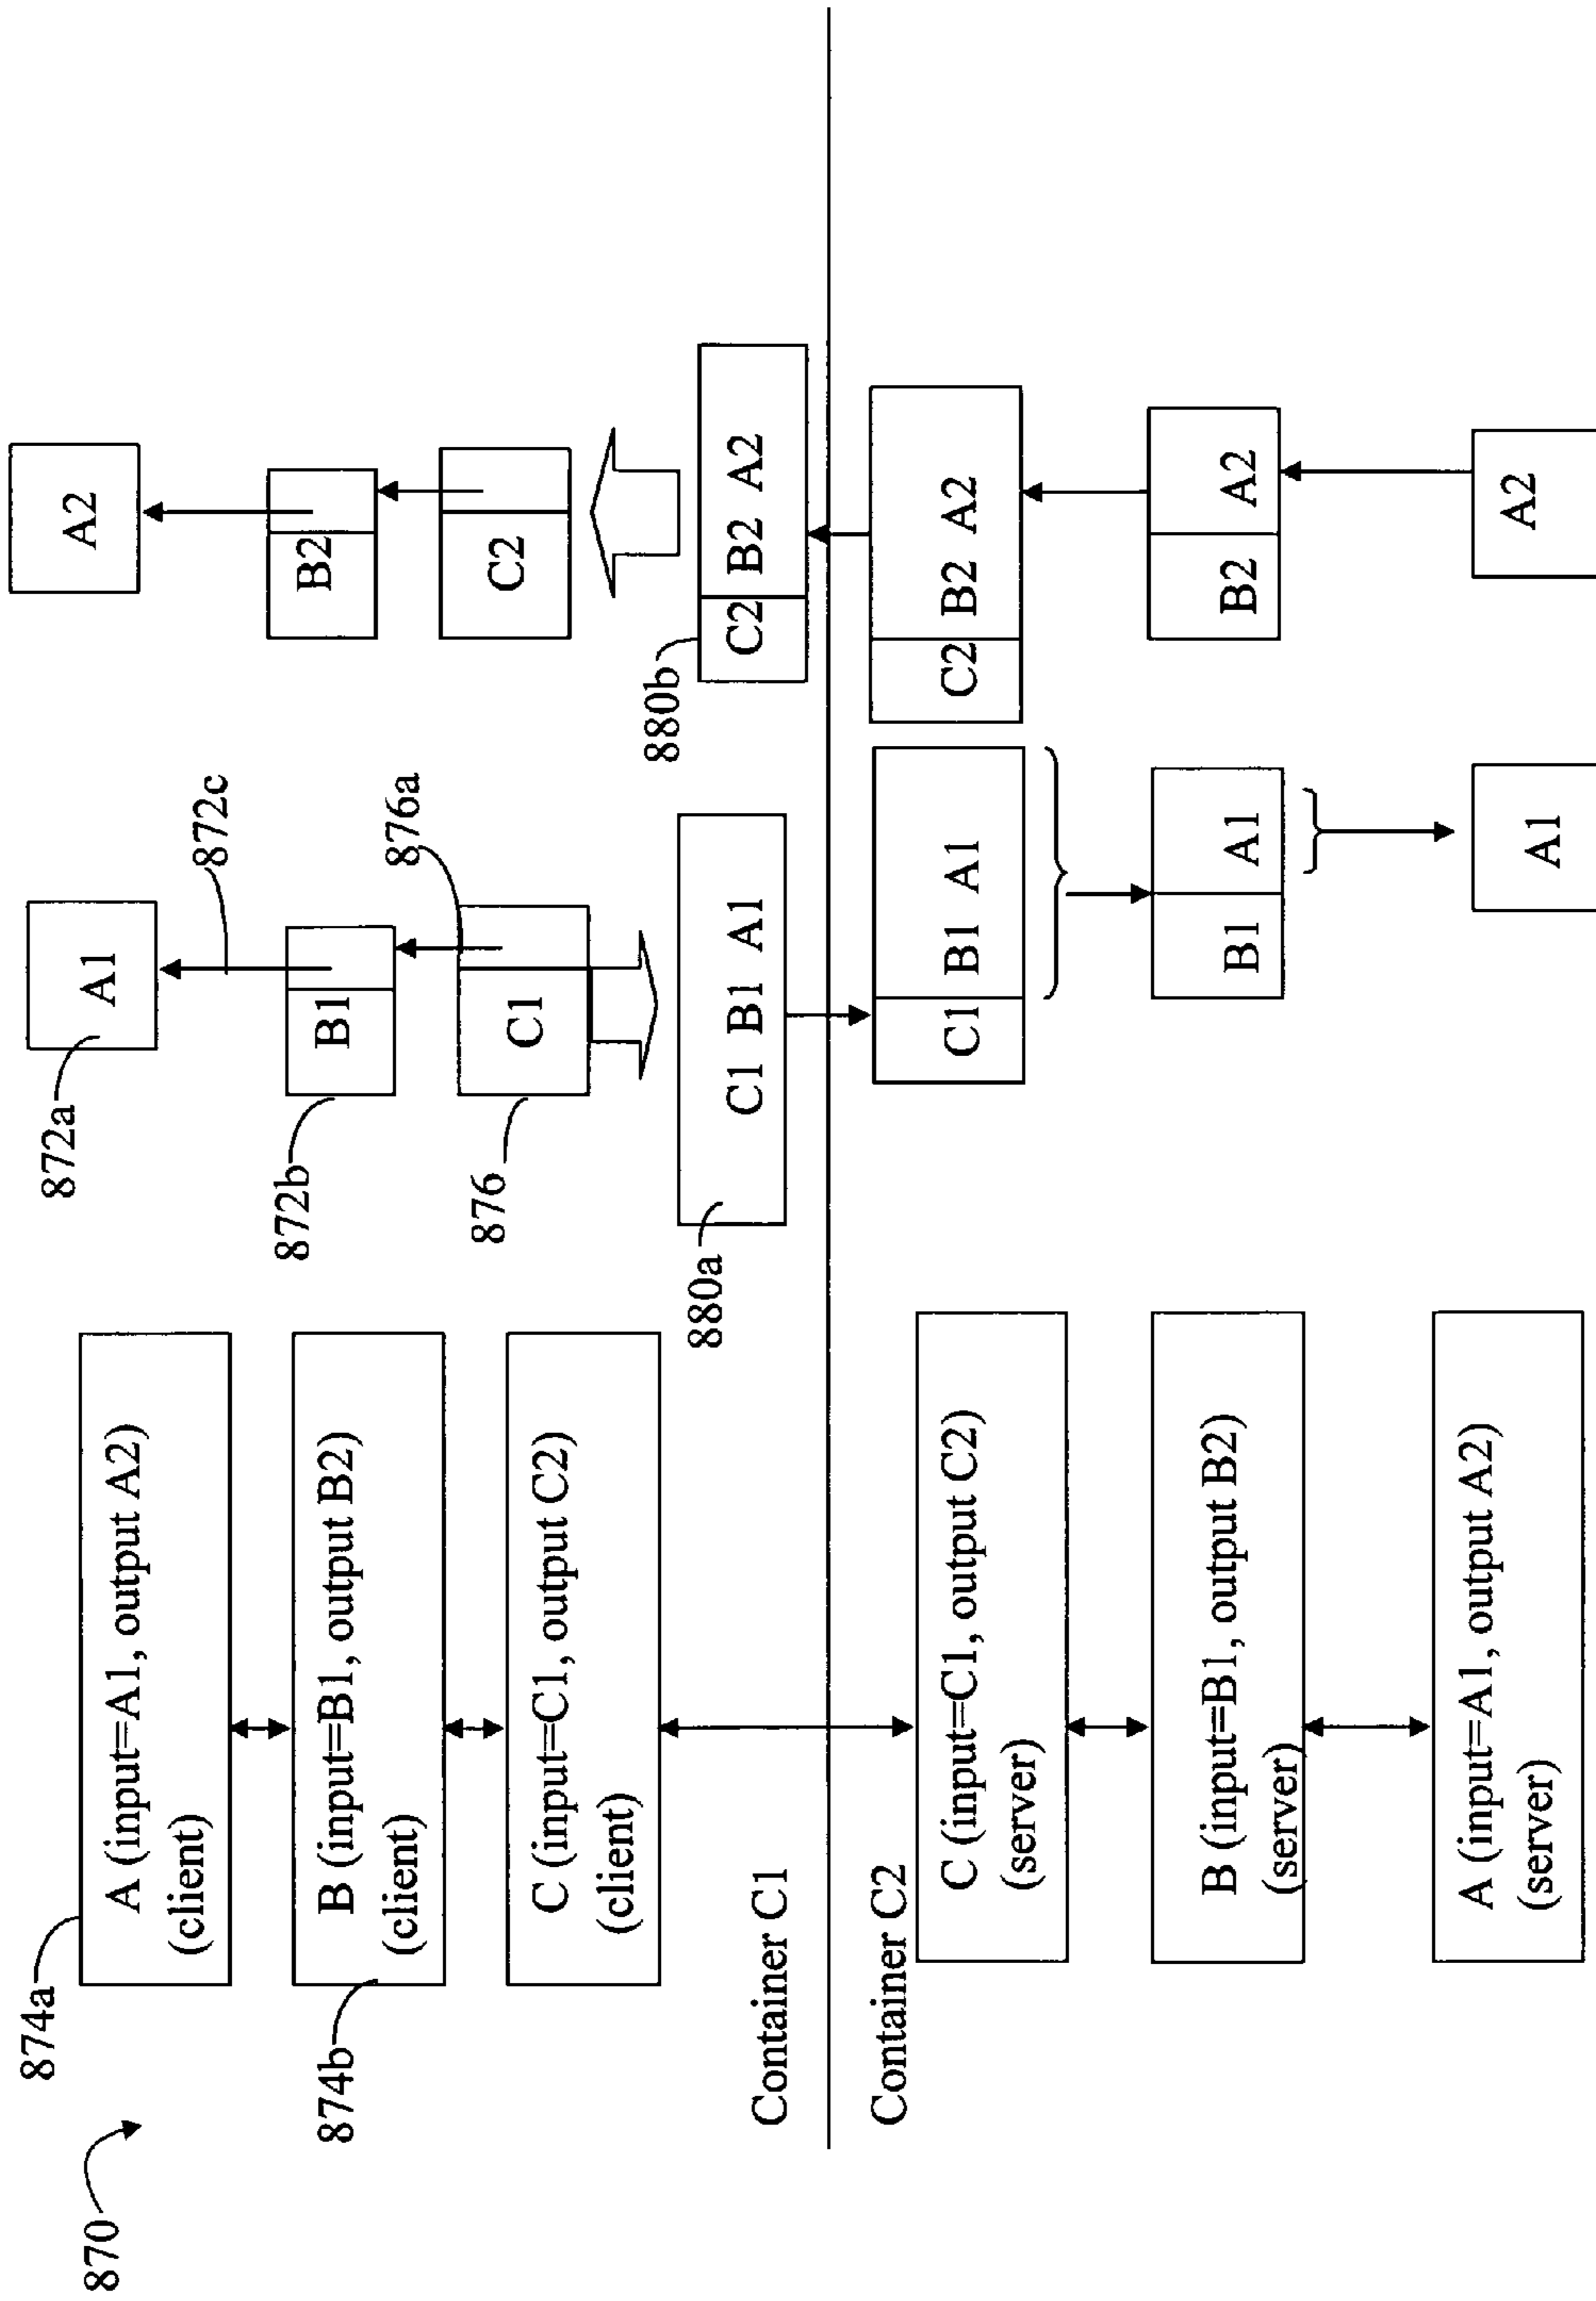 870
874a
A (input=A1, output A2)
(client)
874b
B (input=B1, output B2)
(client)
C (input=C1, output C2)
(client)
Container C1
Container C2
C (input=C1, output C2)
(server)
B (input=B1, output B2)
(server)
A (input=A1, output A2)
(server)
872a
A1
872c
872b
B1
876a
876
C1
880a
C1 B1 A1
C1 B1 A1
B1 A1
A1
A2
B2
C2
880b
C2 B2 A2
C2 B2 A2
B2 A2
A2